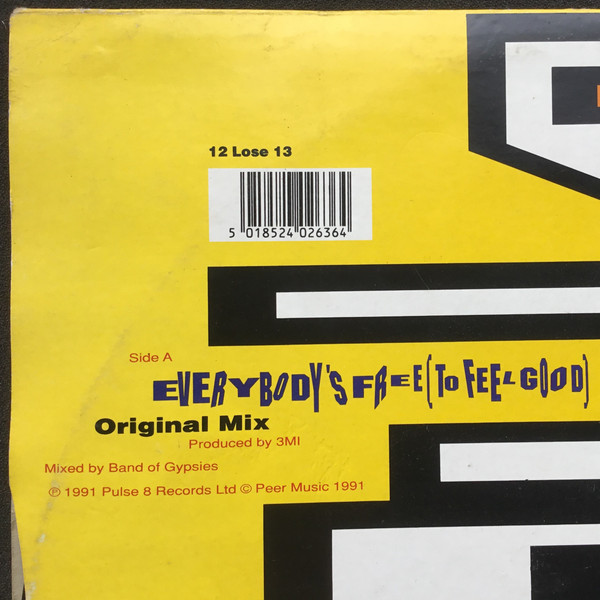 12 Lose 13
5 018524 026364
Side A
EVERYBODY'S FREE (TO FEEL GOOD)
Original Mix
Produced by 3MI
Mixed by Band of Gypsies
℗ 1991 Pulse 8 Records Ltd © Peer Music 1991